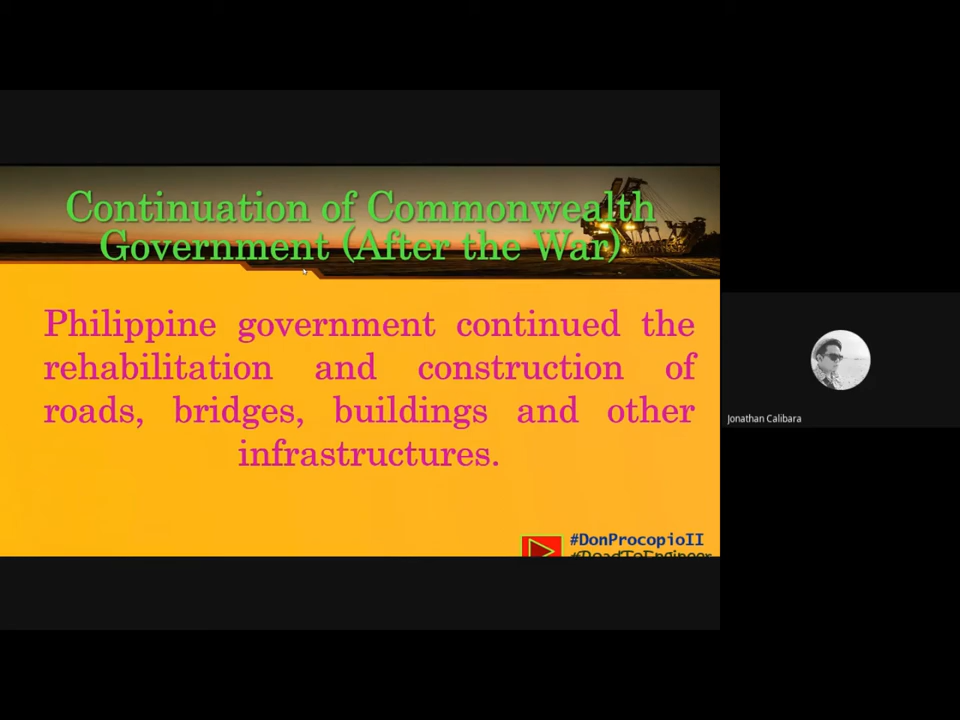 Continuation of Commonwealth
Government (After the War)
Philippine government continued the
rehabilitation and construction of
roads, bridges, buildings and other
infrastructures.
#DonProcopioII
#RoadToEngineer
Jonathan Calibara